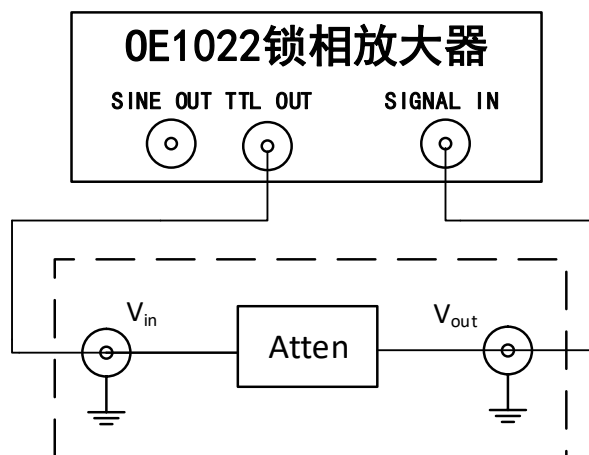 OE1022锁相放大器
SINE OUT TTL OUT SIGNAL IN
Vin
Vout
Atten